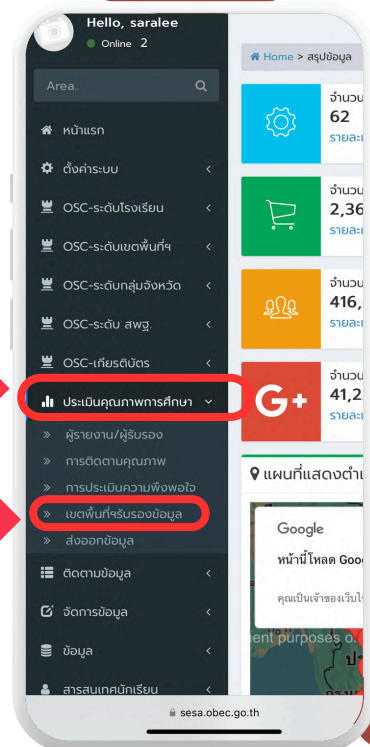 Hello, saralee
Online 2
Area..
หน้าแรก
ตั้งค่าระบบ
OSC-ระดับโรงเรียน
OSC-ระดับเขตพื้นที่ฯ
OSC-ระดับกลุ่มจังหวัด
OSC-ระดับ สพฐ.
OSC-เกียรติบัตร
ประเมินคุณภาพการศึกษา
ผู้รายงาน/ผู้รับรอง
การติดตามคุณภาพ
การประเมินความพึงพอใจ
เขตพื้นที่ฯรับรองข้อมูล
ส่งออกข้อมูล
ติดตามข้อมูล
จัดการข้อมูล
ข้อมูล
สารสนเทศนักเรียน
Home > สรุปข้อมูล
จำนวน
62
รายละเ
จำนวน
2,36
รายละเ
จำนวน
416,
รายละเ
G+
จำนวน
41,2
รายละเ
แผนที่แสดงตำแ
Google
หน้านี้โหลด Goo
คุณเป็นเจ้าของเว็บไ
ent purposes o.
sesa.obec.go.th